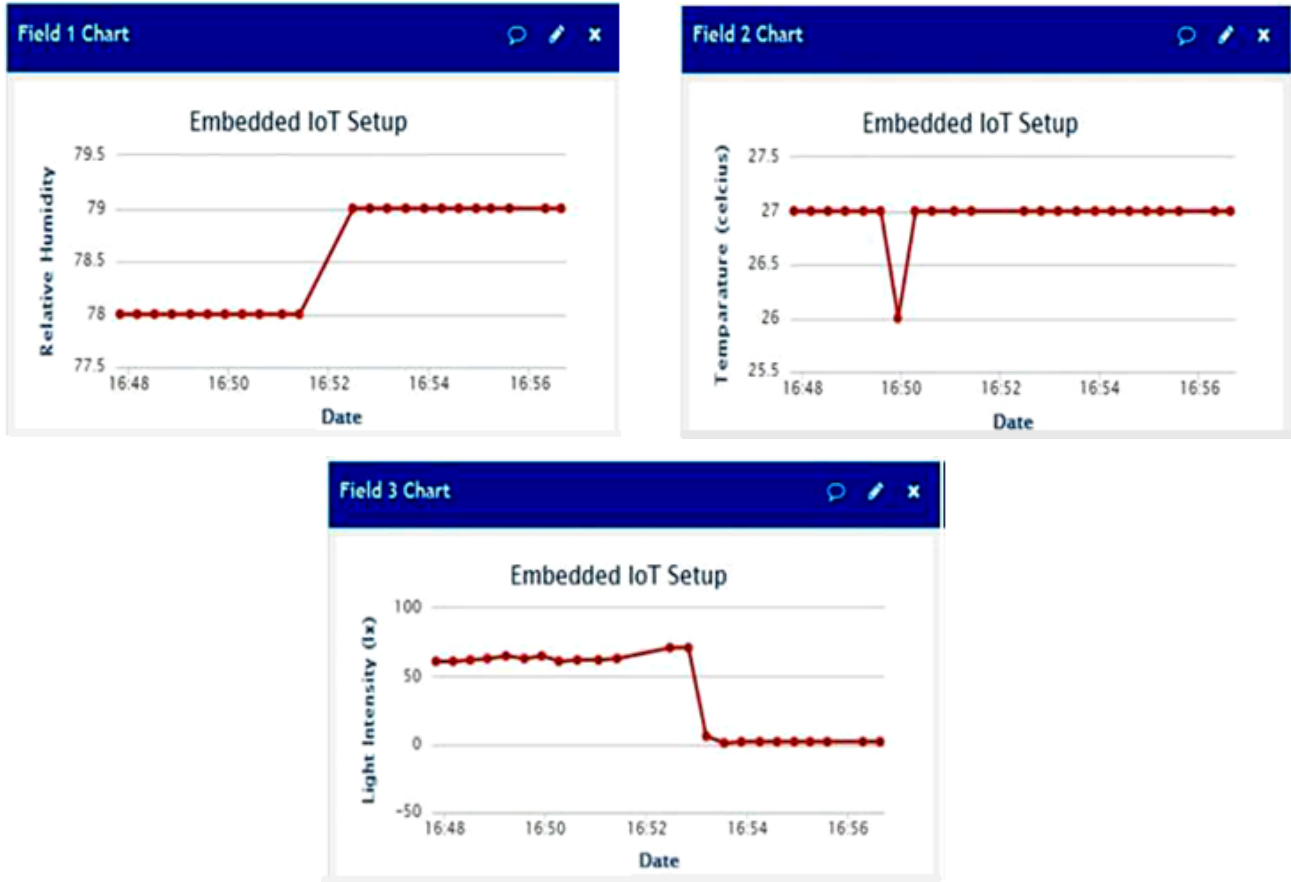 Field 1 Chart
Embedded IoT Setup
Relative Humidity
79.5
79
78.5
78
77.5
16:48 16:50 16:52 16:54 16:56
Date
Field 2 Chart
Embedded IoT Setup
Temparature (celcius)
27.5
27
26.5
26
25.5
16:48 16:50 16:52 16:54 16:56
Date
Field 3 Chart
Embedded IoT Setup
Light Intensity (lx)
100
50
0
-50
16:48 16:50 16:52 16:54 16:56
Date